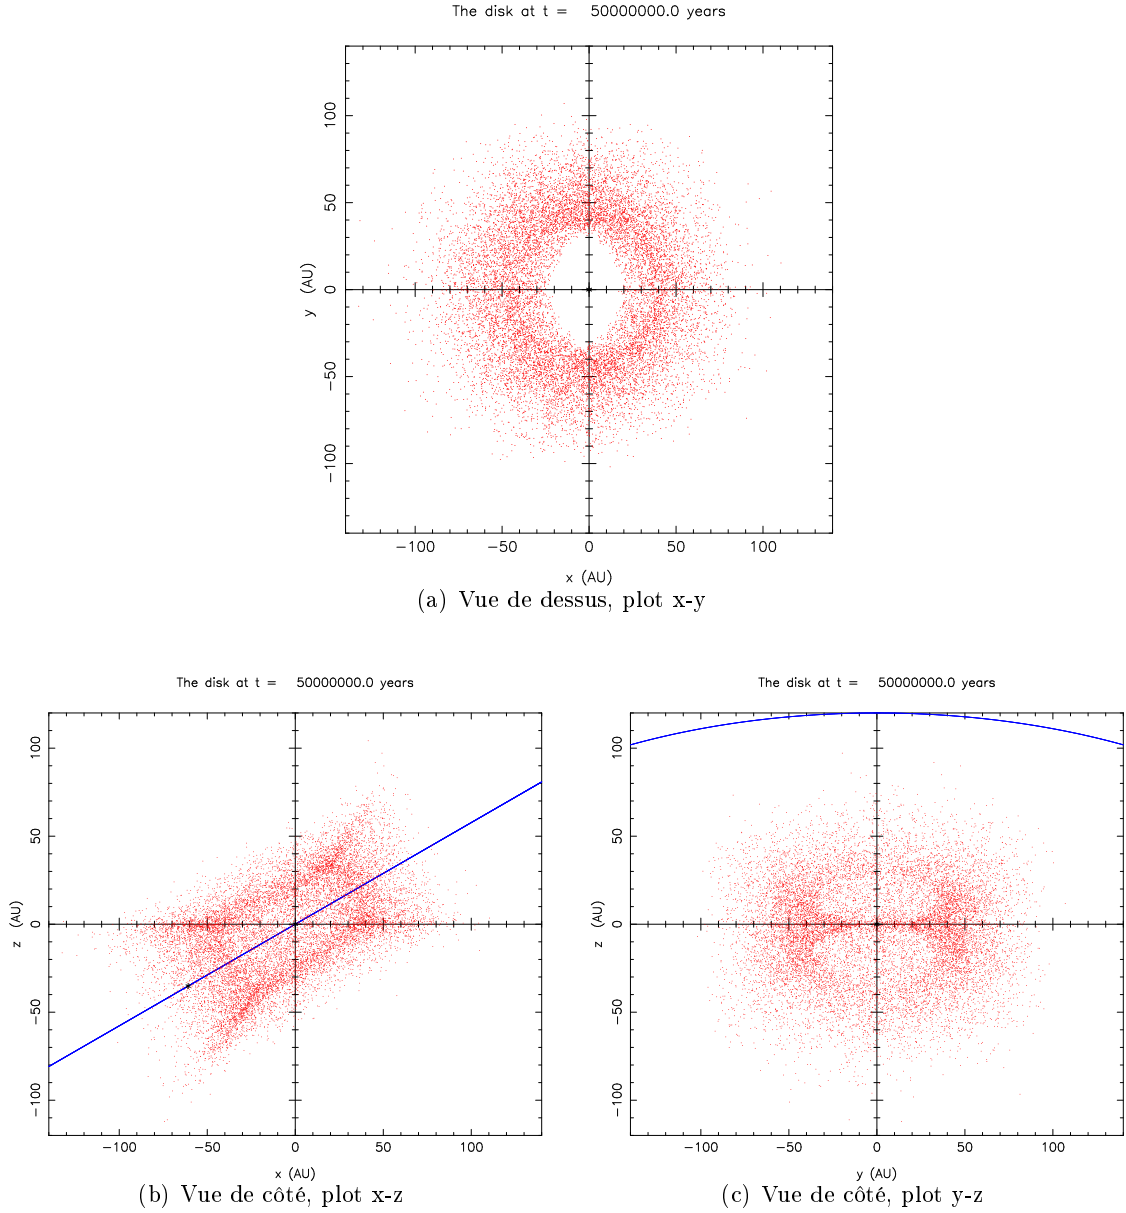 The disk at t = 50000000.0 years
100
50
0
−50
−100
y (AU)
−100 −50 0 50 100
x (AU)
(a) Vue de dessus, plot x-y
The disk at t = 50000000.0 years
100
50
0
−50
−100
z (AU)
−100 −50 0 50 100
x (AU)
(b) Vue de côté, plot x-z
The disk at t = 50000000.0 years
100
50
0
−50
−100
z (AU)
−100 −50 0 50 100
y (AU)
(c) Vue de côté, plot y-z